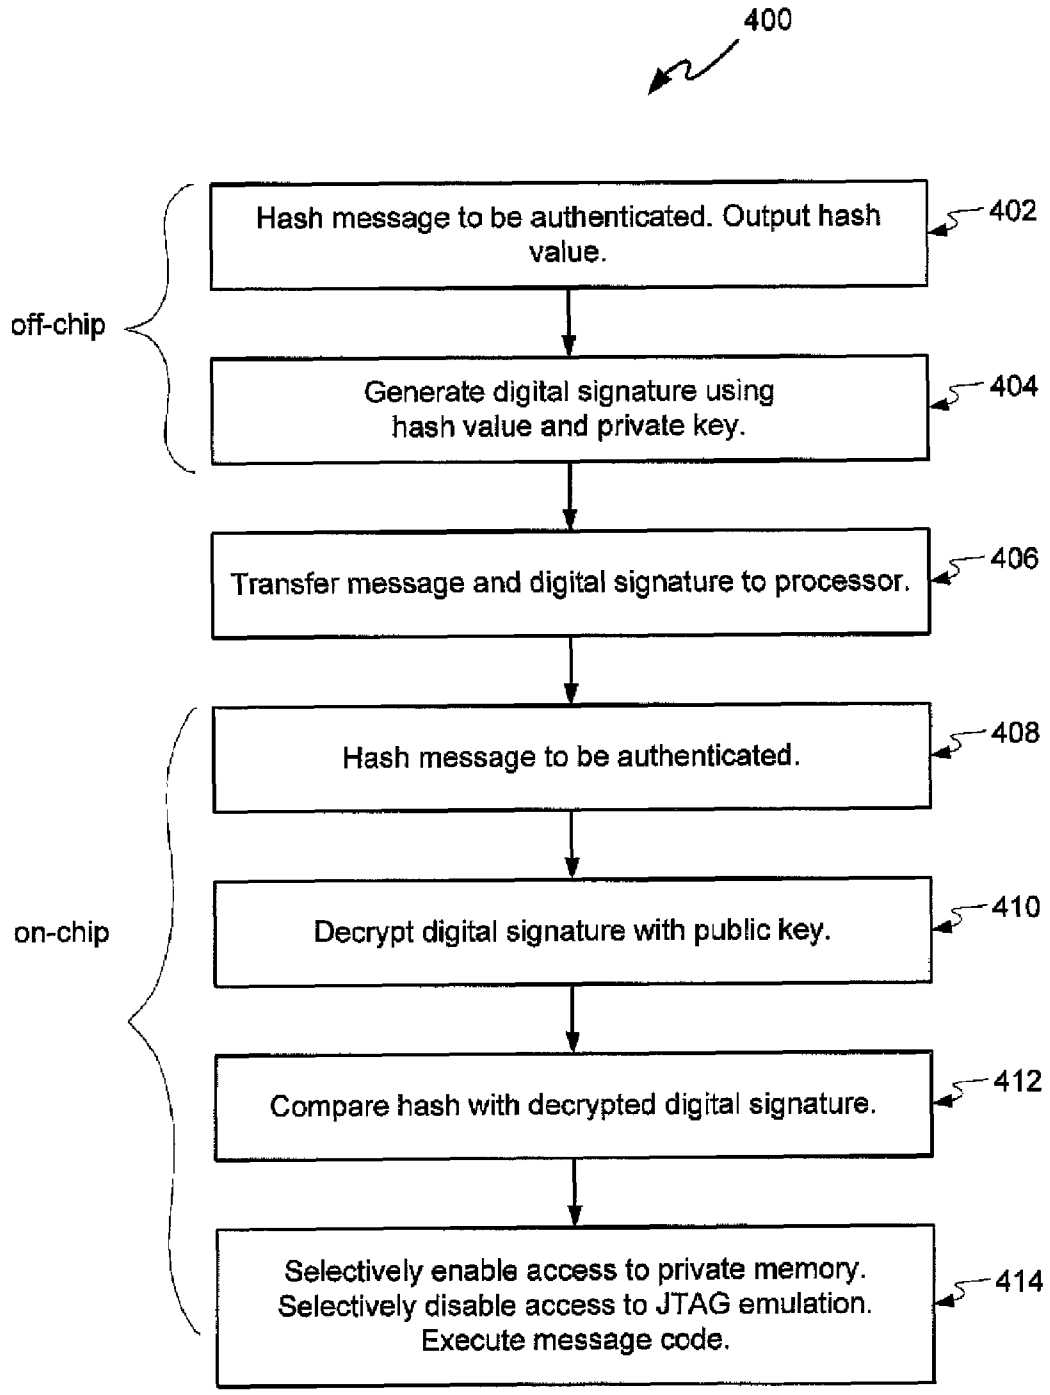 400
Hash message to be authenticated. Output hash
value.
402
off-chip
Generate digital signature using
hash value and private key.
404
Transfer message and digital signature to processor.
406
Hash message to be authenticated.
408
on-chip
Decrypt digital signature with public key.
410
Compare hash with decrypted digital signature.
412
Selectively enable access to private memory.
Selectively disable access to JTAG emulation.
Execute message code.
414